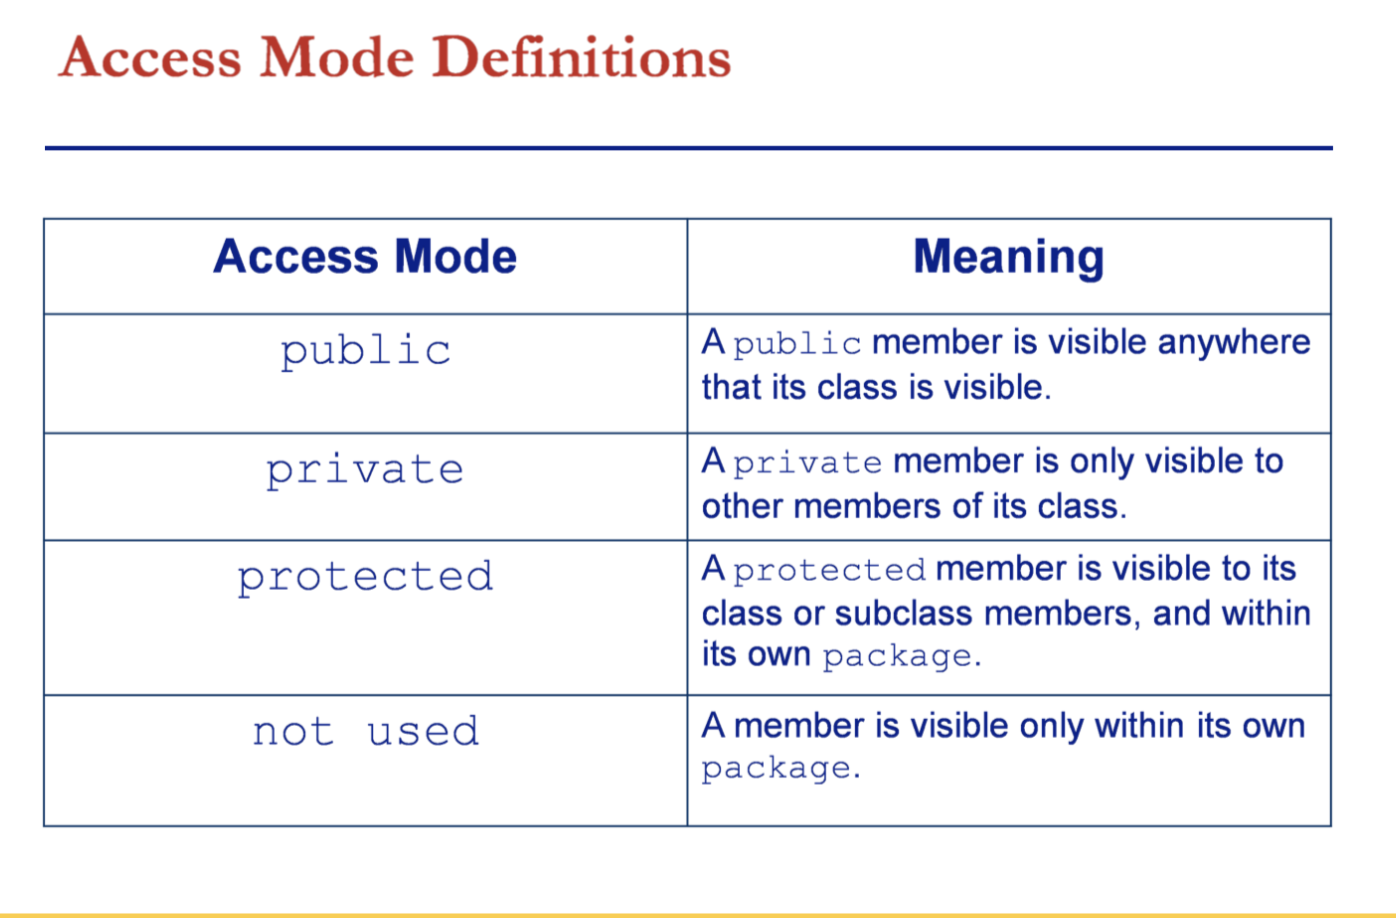 Access Mode Definitions
Access Mode
Meaning
public
A public member is visible anywhere
that its class is visible.
private
A private member is only visible to
other members of its class.
protected
A protected member is visible to its
class or subclass members, and within
its own package.
not used
A member is visible only within its own
package.